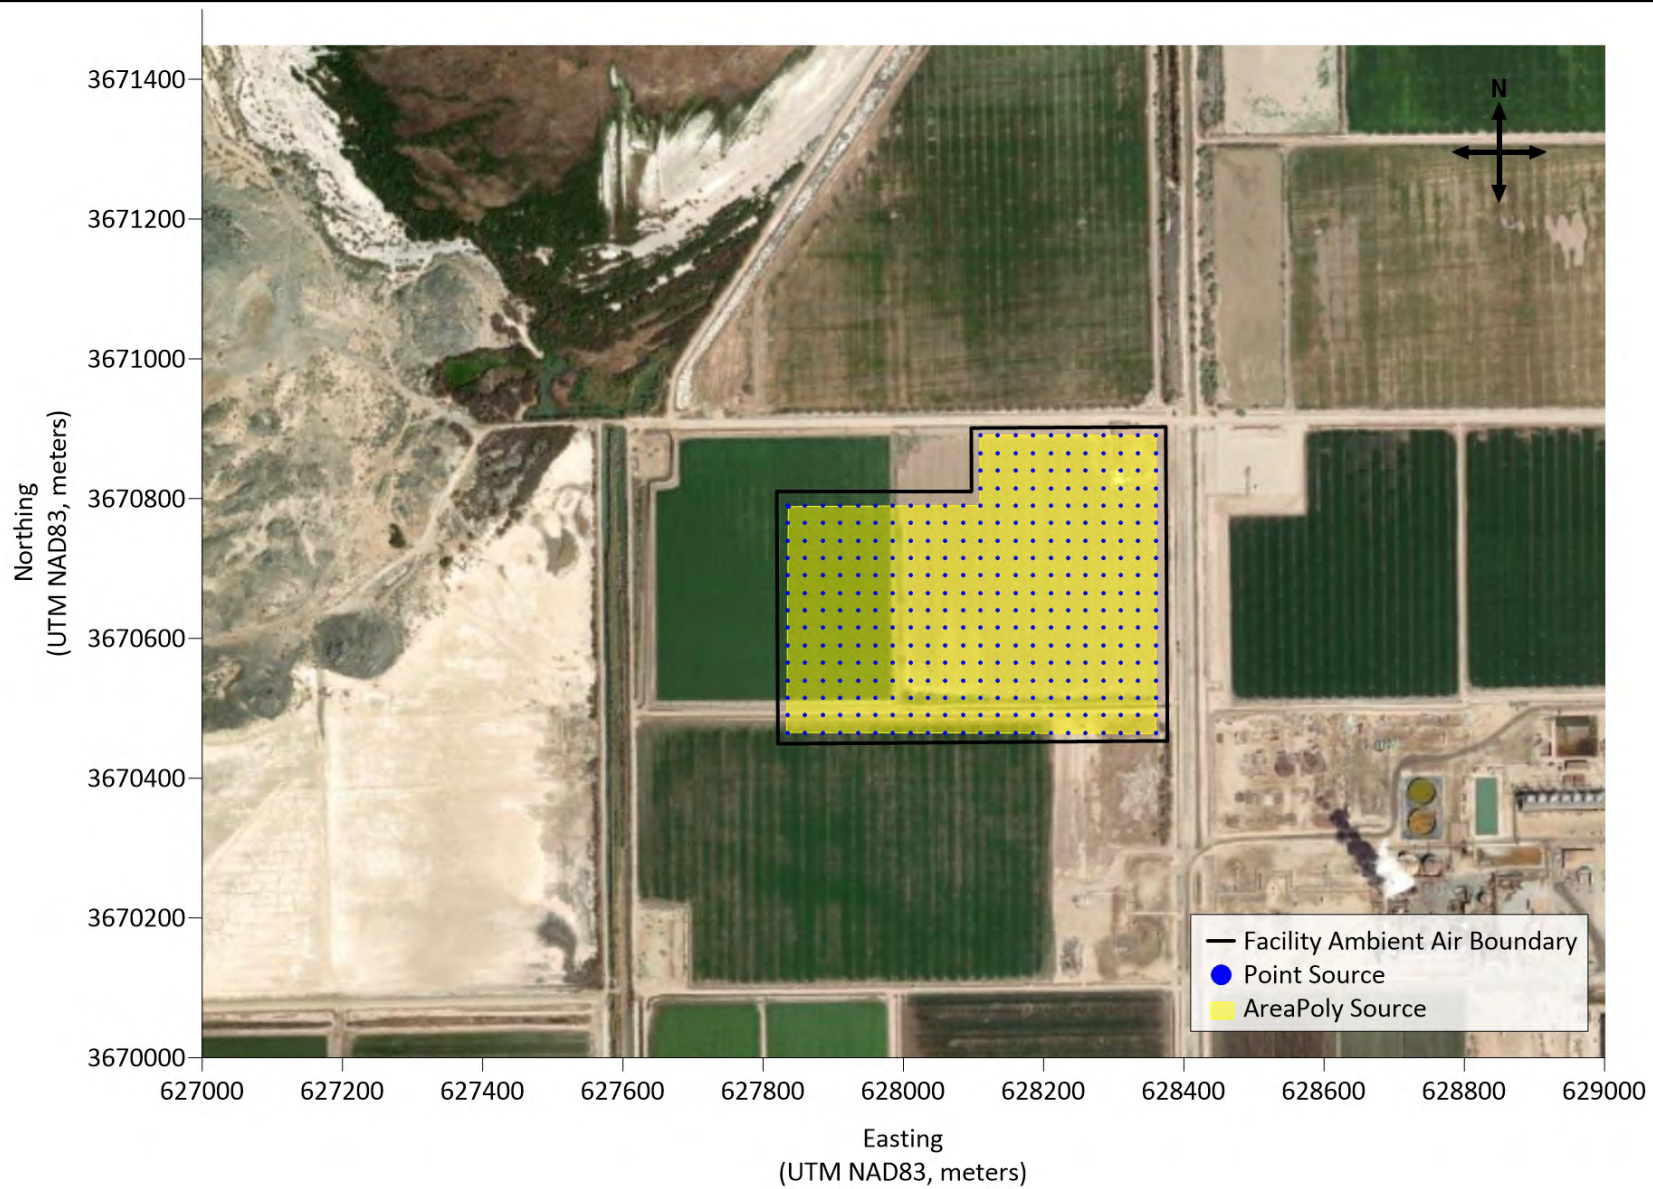 N
3671400
3671200
3671000
3670800
3670600
3670400
3670200
3670000
Northing
(UTM NAD83, meters)
627000 627200 627400 627600 627800 628000 628200 628400 628600 628800 629000
Easting
(UTM NAD83, meters)
Facility Ambient Air Boundary
Point Source
AreaPoly Source